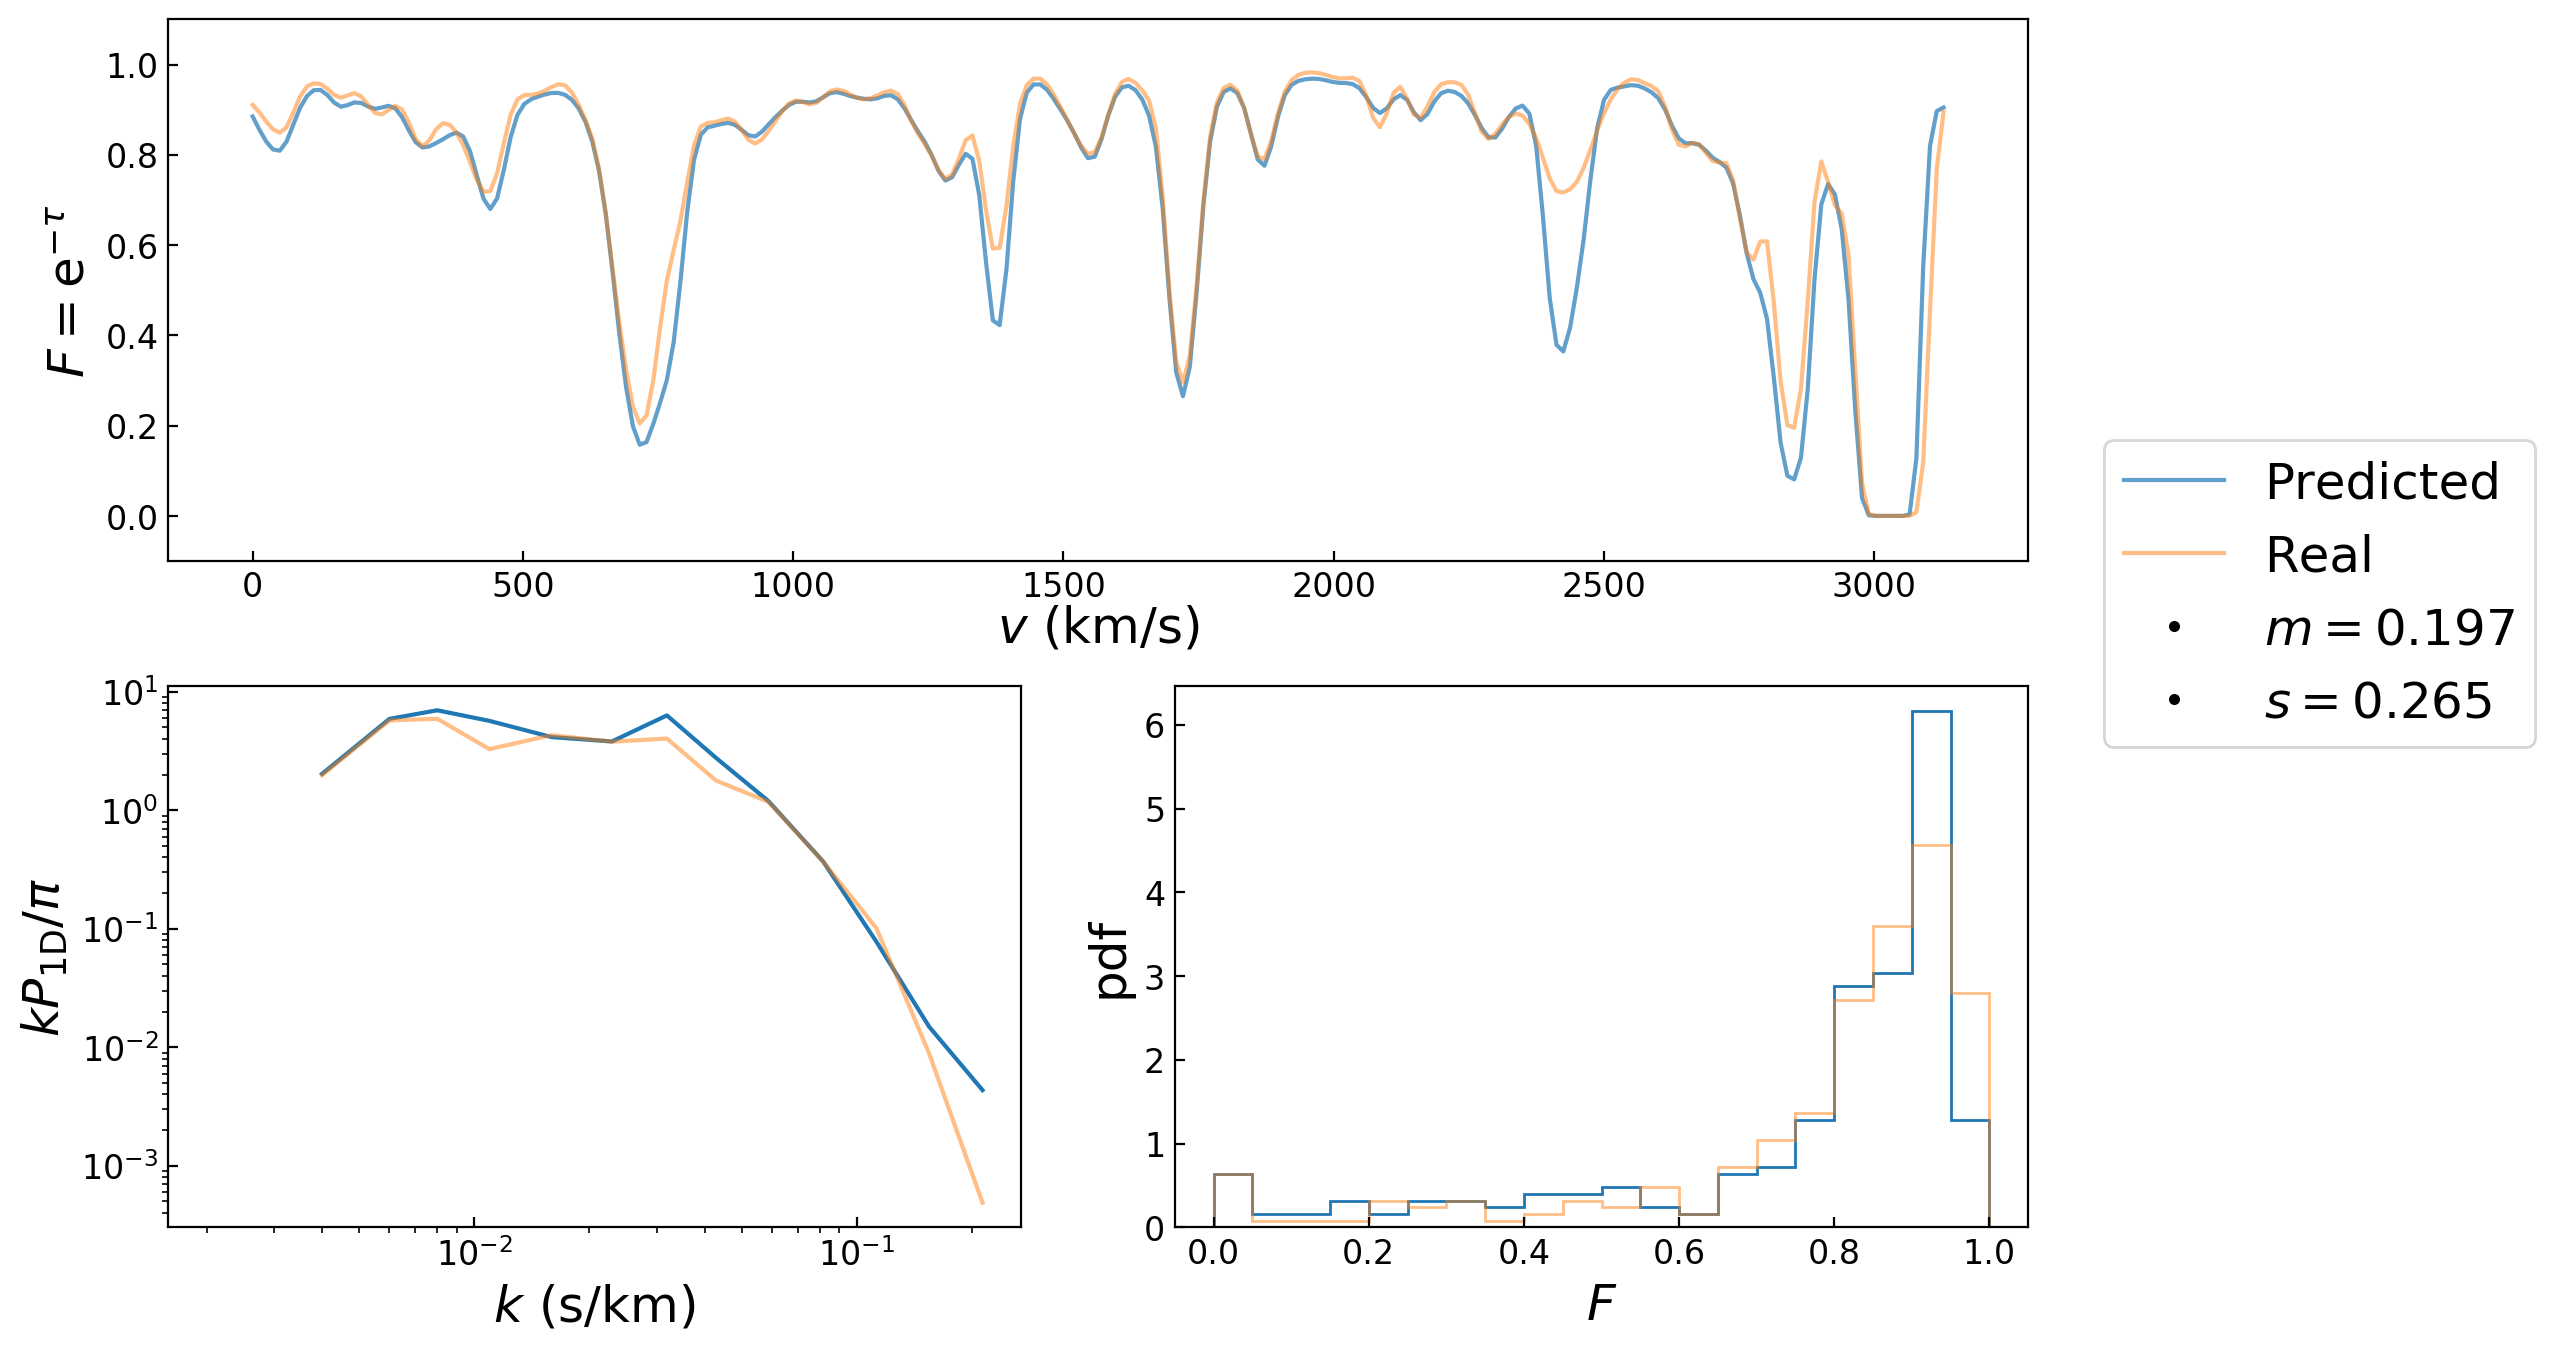 1.0
0.8
0.6
0.4
0.2
0.0
F = e^{-τ}
0 500 1000 1500 2000 2500 3000
v (km/s)
Predicted
Real
m = 0.197
s = 0.265
10^1
10^0
10^{-1}
10^{-2}
10^{-3}
kP_{1D}/π
10^{-2} 10^{-1}
k (s/km)
6
5
4
3
2
1
0
pdf
0.0 0.2 0.4 0.6 0.8 1.0
F